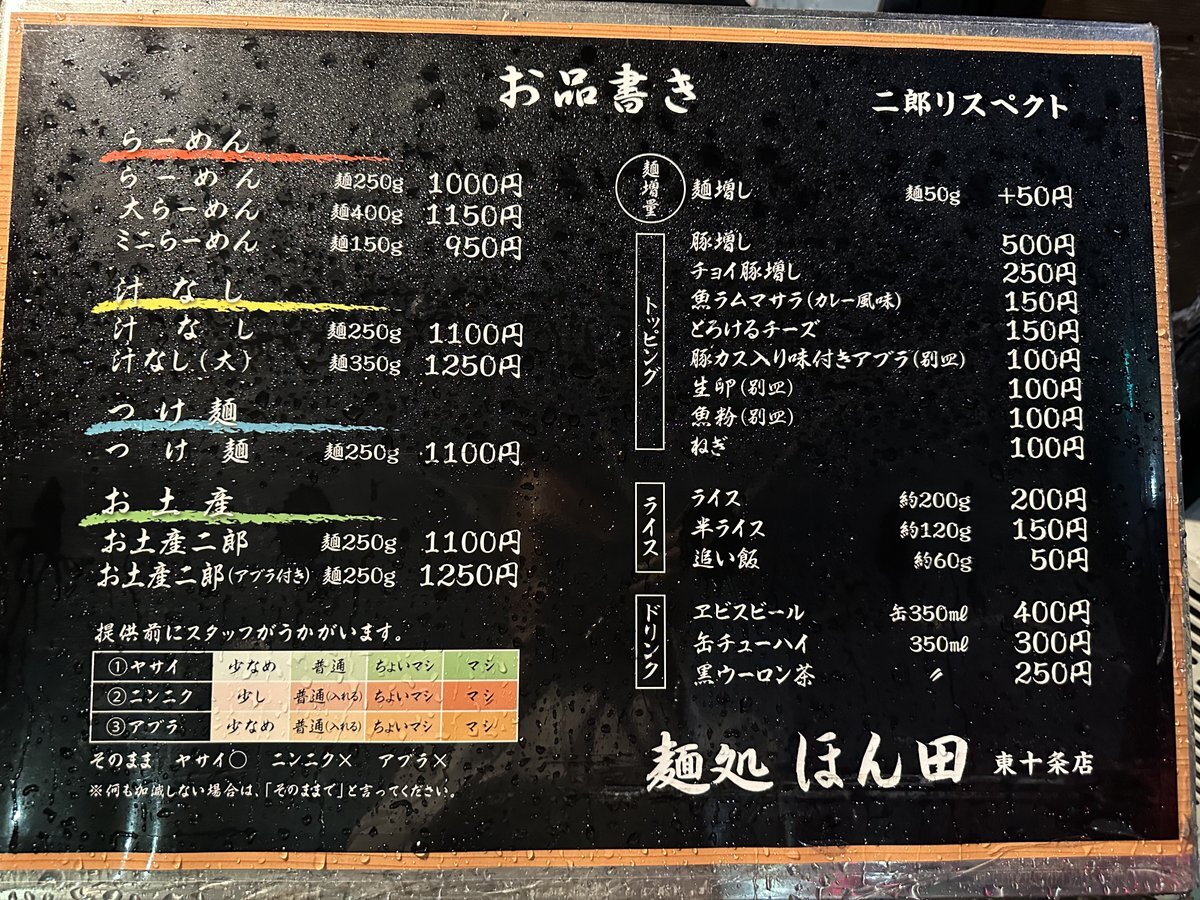 お品書き
二郎リスペクト
らーめん
らーめん 麺250g 1000円
大らーめん 麺400g 1150円
ミニらーめん 麺150g 950円
汁なし
汁なし 麺250g 1100円
汁なし(大) 麺350g 1250円
つけ麺
つけ麺 麺250g 1100円
お土産
お土産二郎 麺250g 1100円
お土産二郎(アブラ付き) 麺250g 1250円
提供前にスタッフがうかがいます。
①ヤサイ 少なめ 普通 ちょいマシ マシ
②ニンニク 少し 普通(入れる) ちょいマシ マシ
③アブラ 少なめ 普通(入れる) ちょいマシ マシ
そのまま ヤサイ○ ニンニク× アブラ×
※何も加減しない場合は、「そのままで」と言ってください。
麺増量
麺増し 麺50g +50円
トッピング
豚増し 500円
チョイ豚増し 250円
魚ラムマサラ(カレー風味) 150円
とろけるチーズ 150円
豚カス入り味付きアブラ(別皿) 100円
生卵(別皿) 100円
魚粉(別皿) 100円
ねぎ 100円
ライス
ライス 約200g 200円
半ライス 約120g 150円
追い飯 約60g 50円
ドリンク
ヱビスビール 缶350㎖ 400円
缶チューハイ 350㎖ 300円
黒ウーロン茶 〃 250円
麺処 ほん田 東十条店